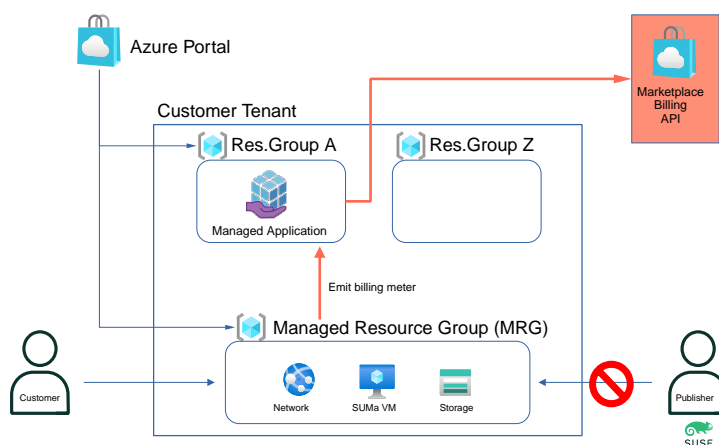 Azure Portal
Marketplace
Billing
API
Customer Tenant
Res.Group A
Res.Group Z
Managed Application
Emit billing meter
Managed Resource Group (MRG)
Customer
Network
SUMa VM
Storage
Publisher
SUSE